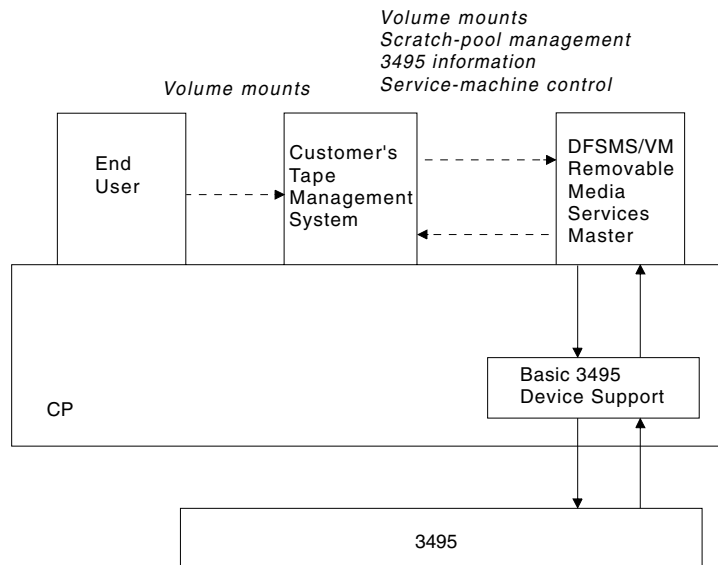 Volume mounts
Scratch-pool management
3495 information
Service-machine control
Volume mounts
End
User
Customer's
Tape
Management
System
DFSMS/VM
Removable
Media
Services
Master
Basic 3495
Device Support
CP
3495